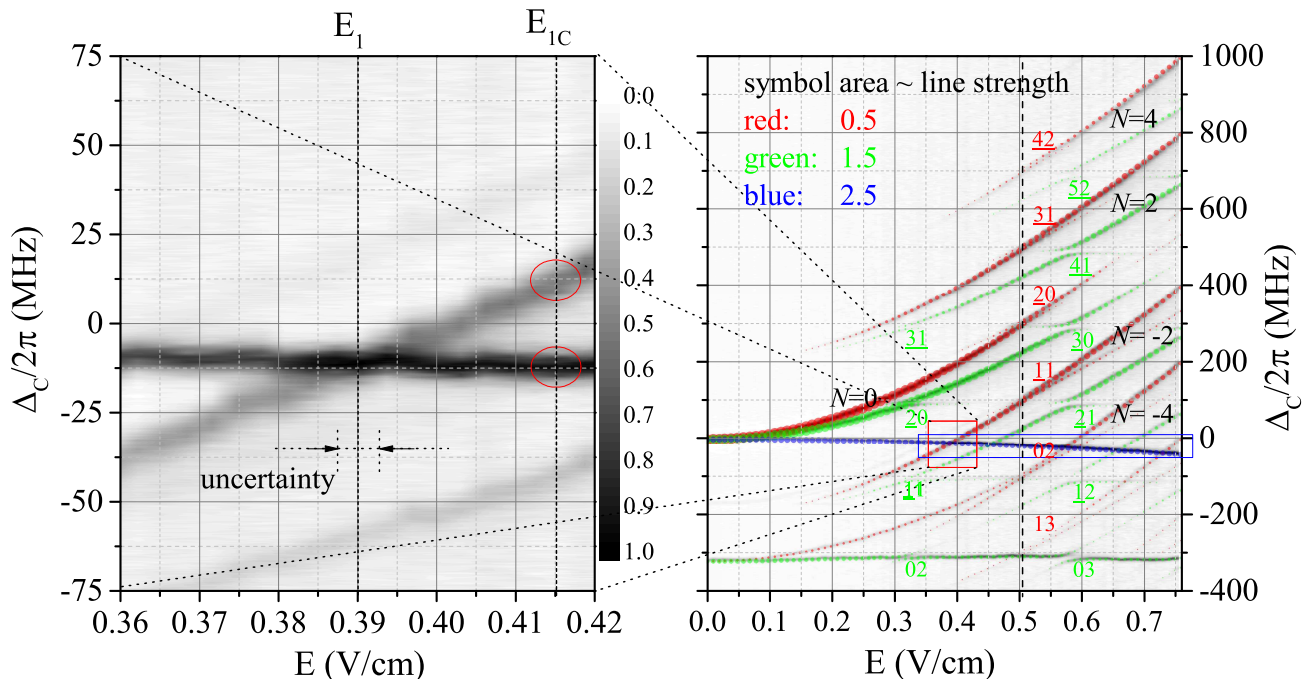 E1 E1C
75
50
25
0
-25
-50
-75
ΔC/2π (MHz)
uncertainty
0.36 0.37 0.38 0.39 0.40 0.41 0.42
E (V/cm)
0.0
0.1
0.2
0.3
0.4
0.5
0.6
0.7
0.8
0.9
1.0
symbol area ~ line strength
red: 0.5
green: 1.5
blue: 2.5
42
N=4
52
31
N=2
41
20
31
30
N= -2
11
N=0
20
21
N= -4
02
11
12
13
02
03
1000
800
600
400
200
0
-200
-400
ΔC/2π (MHz)
0.0 0.1 0.2 0.3 0.4 0.5 0.6 0.7
E (V/cm)